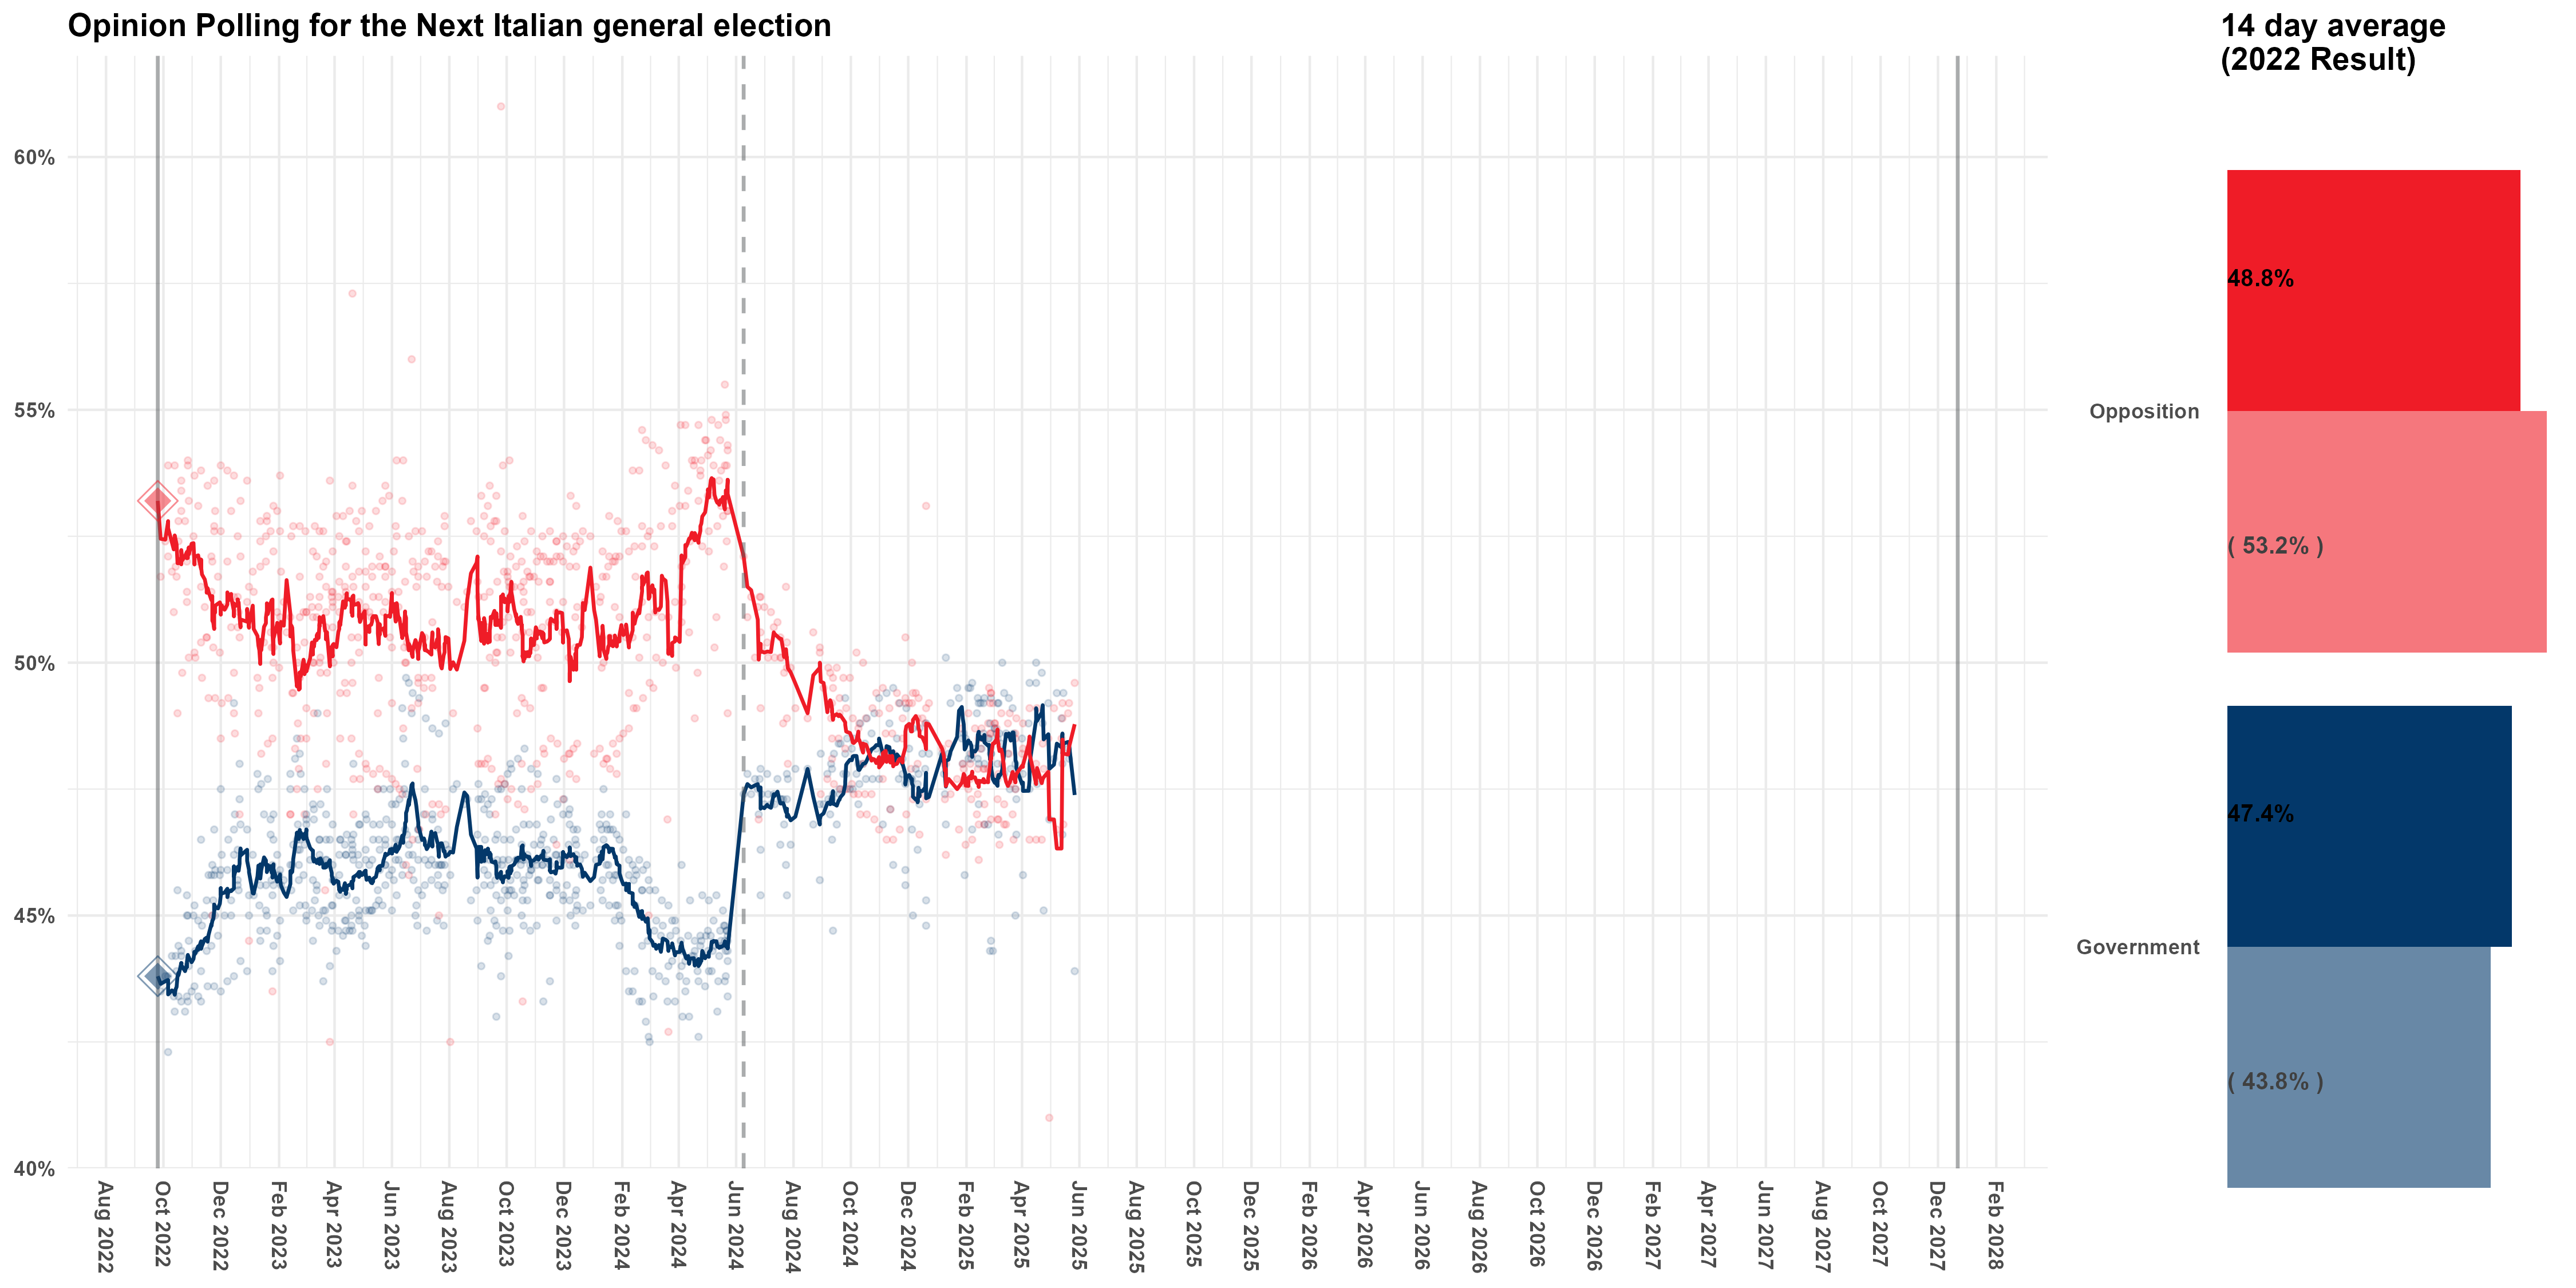 Opinion Polling for the Next Italian general election
14 day average
(2022 Result)
60%
55%
50%
45%
40%
Aug 2022
Oct 2022
Dec 2022
Feb 2023
Apr 2023
Jun 2023
Aug 2023
Oct 2023
Dec 2023
Feb 2024
Apr 2024
Jun 2024
Aug 2024
Oct 2024
Dec 2024
Feb 2025
Apr 2025
Jun 2025
Aug 2025
Oct 2025
Dec 2025
Feb 2026
Apr 2026
Jun 2026
Aug 2026
Oct 2026
Dec 2026
Feb 2027
Apr 2027
Jun 2027
Aug 2027
Oct 2027
Dec 2027
Feb 2028
Opposition
48.8%
( 53.2% )
Government
47.4%
( 43.8% )